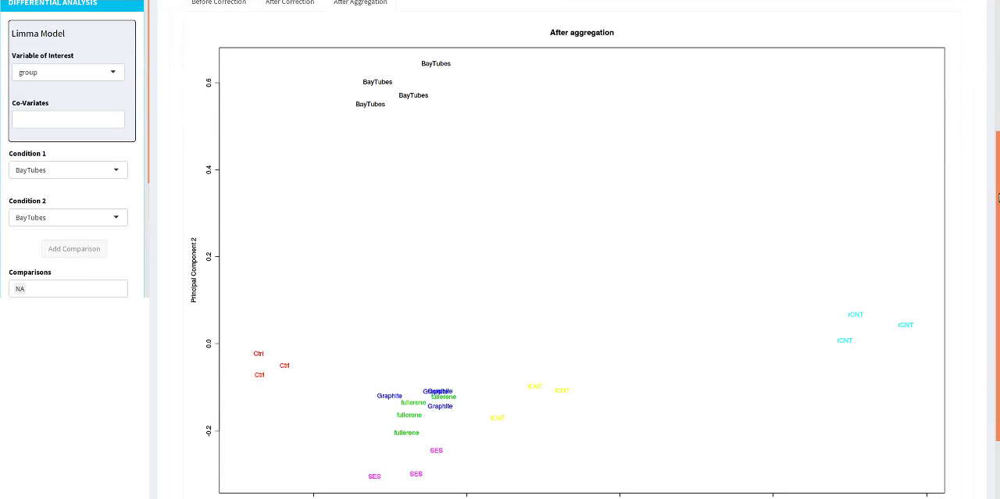 DIFFERENTIAL ANALYSIS
Before Correction After Correction After Aggregation
Limma Model
Variable of Interest
group
Co-Variates
Condition 1
BayTubes
Condition 2
BayTubes
Add Comparison
Comparisons
NA
After aggregation
Principal Component 2
0.6
0.4
0.2
0.0
-0.2
BayTubes
BayTubes
BayTubes
BayTubes
rCNT
rCNT
rCNT
Ctrl
Ctrl
Ctrl
tCNT
tCNT
Graphite
Graphite
Graphite
fullerene
fullerene
Graphite
fullerene
tCNT
fullerene
SES
SES
SES